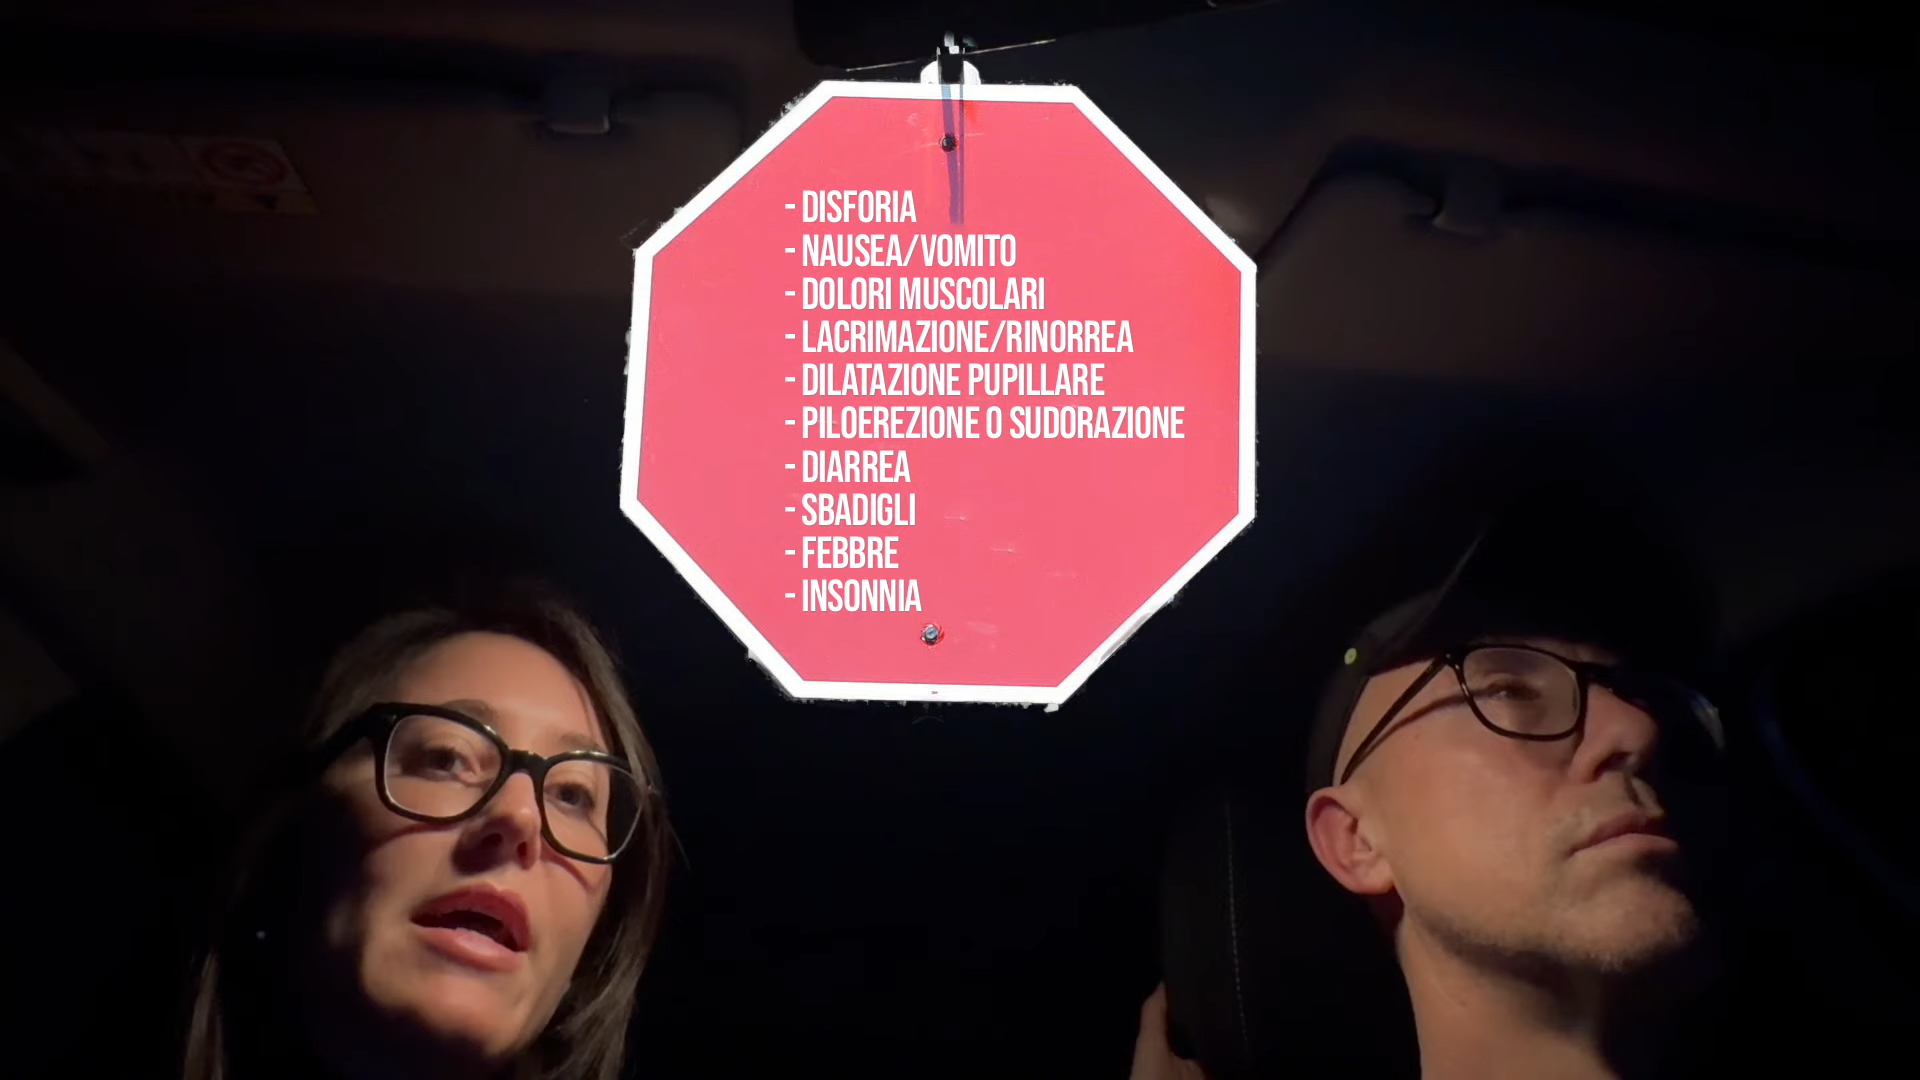 - DISFORIA
- NAUSEA/VOMITO
- DOLORI MUSCOLARI
- LACRIMAZIONE/RINORREA
- DILATAZIONE PUPILLARE
- PILOEREZIONE O SUDORAZIONE
- DIARREA
- SBADIGLI
- FEBBRE
- INSONNIA